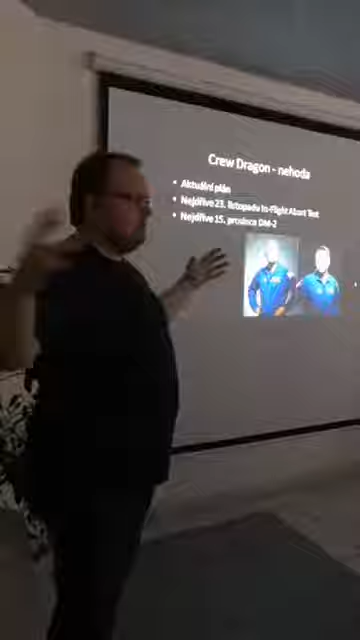 Crew Dragon - nehoda
• Aktuální plán
• Nejdříve 23. listopadu In-Flight Abort Test
• Nejdříve 15. prosince DM-2